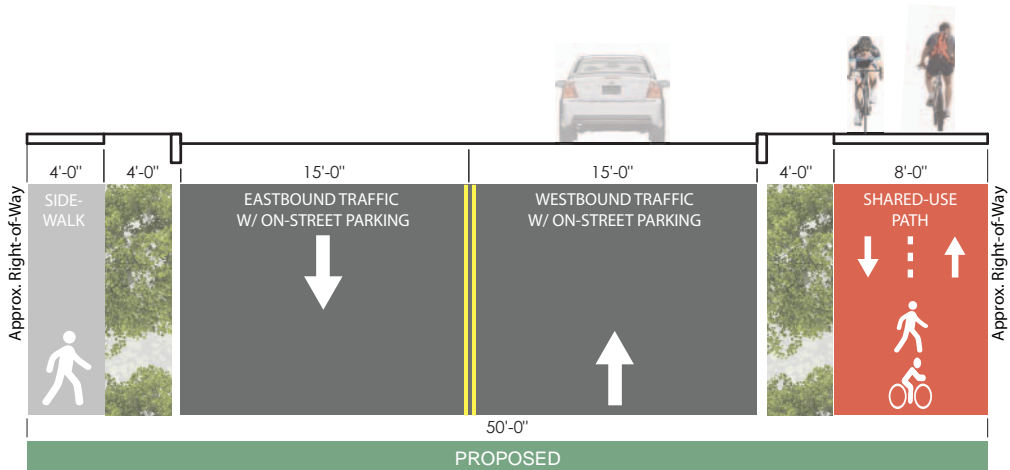 4'-0"
4'-0"
15'-0"
15'-0"
4'-0"
8'-0"
Approx. Right-of-Way
SIDE-
WALK
EASTBOUND TRAFFIC
W/ ON-STREET PARKING
WESTBOUND TRAFFIC
W/ ON-STREET PARKING
SHARED-USE
PATH
Approx. Right-of-Way
50'-0"
PROPOSED